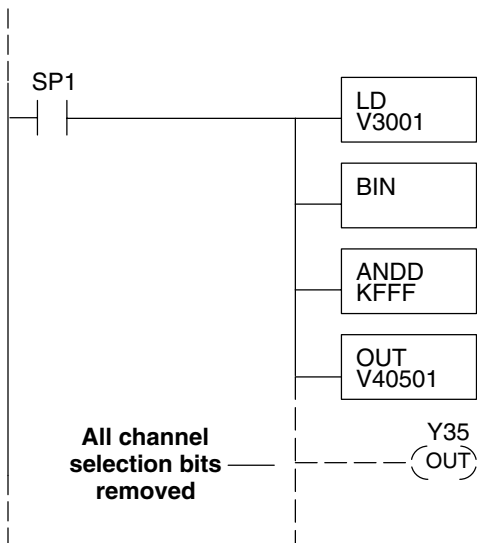 SP1
LD
V3001
BIN
ANDD
KFFF
OUT
V40501
Y35
OUT
All channel
selection bits
removed